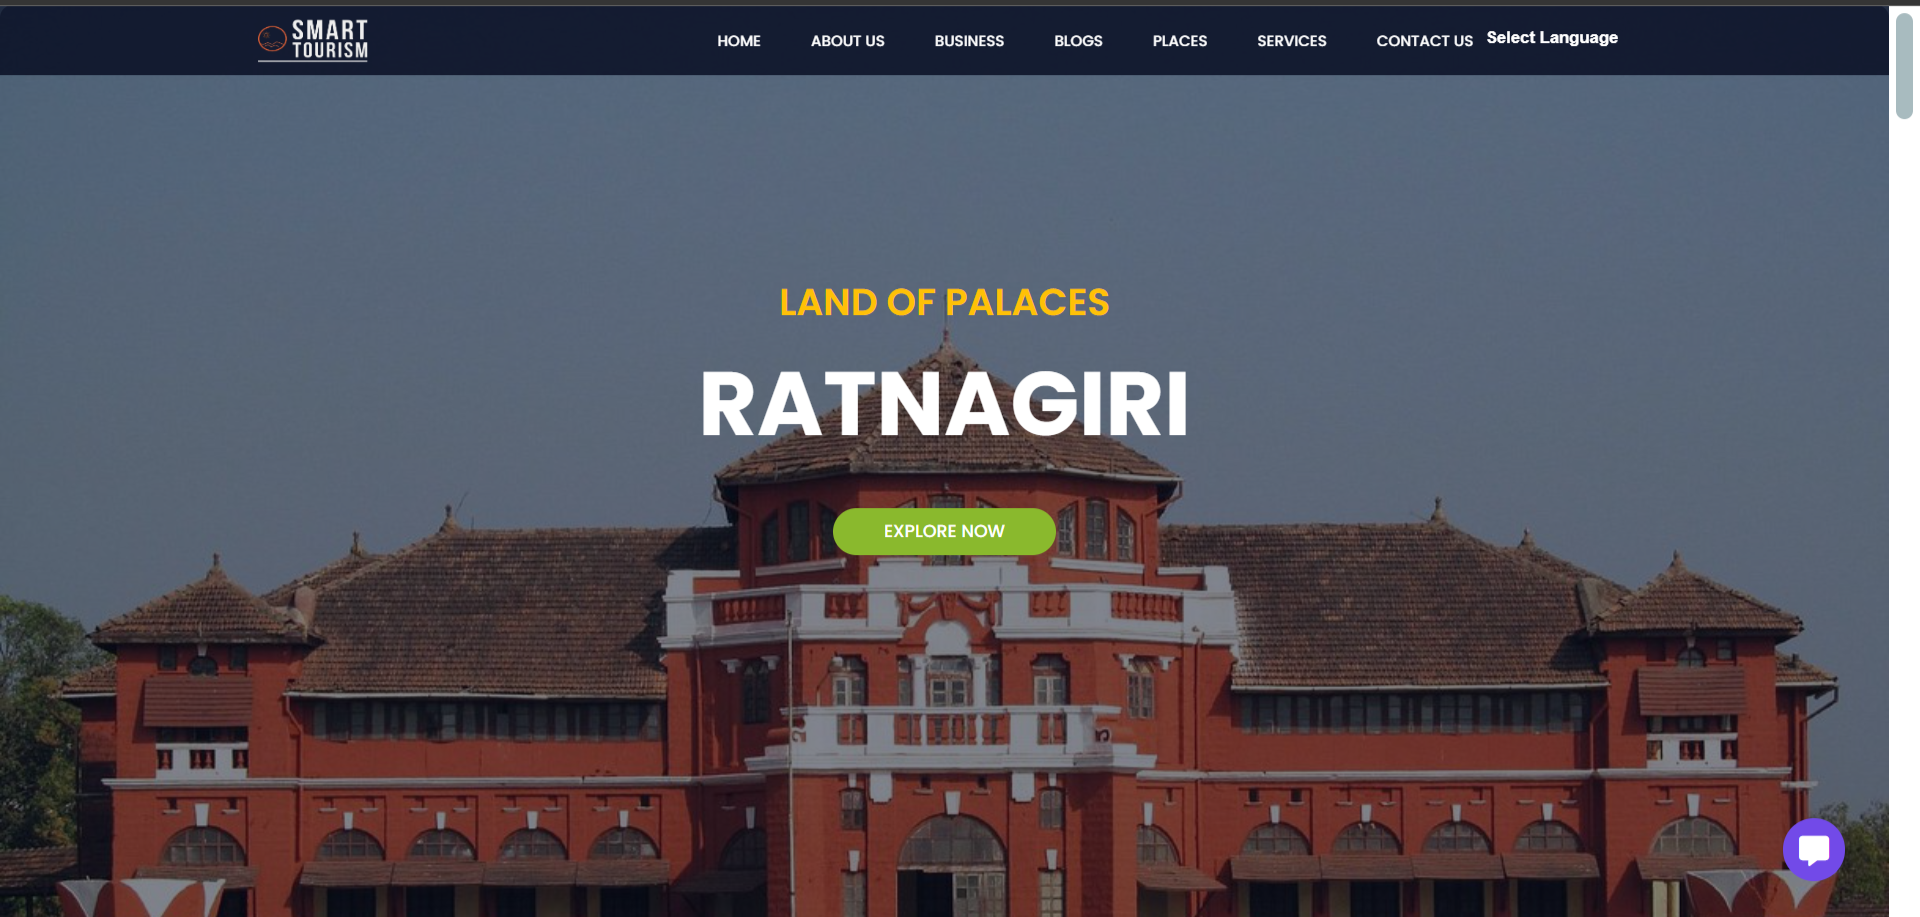 SMART
TOURISM
HOME
ABOUT US
BUSINESS
BLOGS
PLACES
SERVICES
CONTACT US
Select Language
LAND OF PALACES
RATNAGIRI
EXPLORE NOW